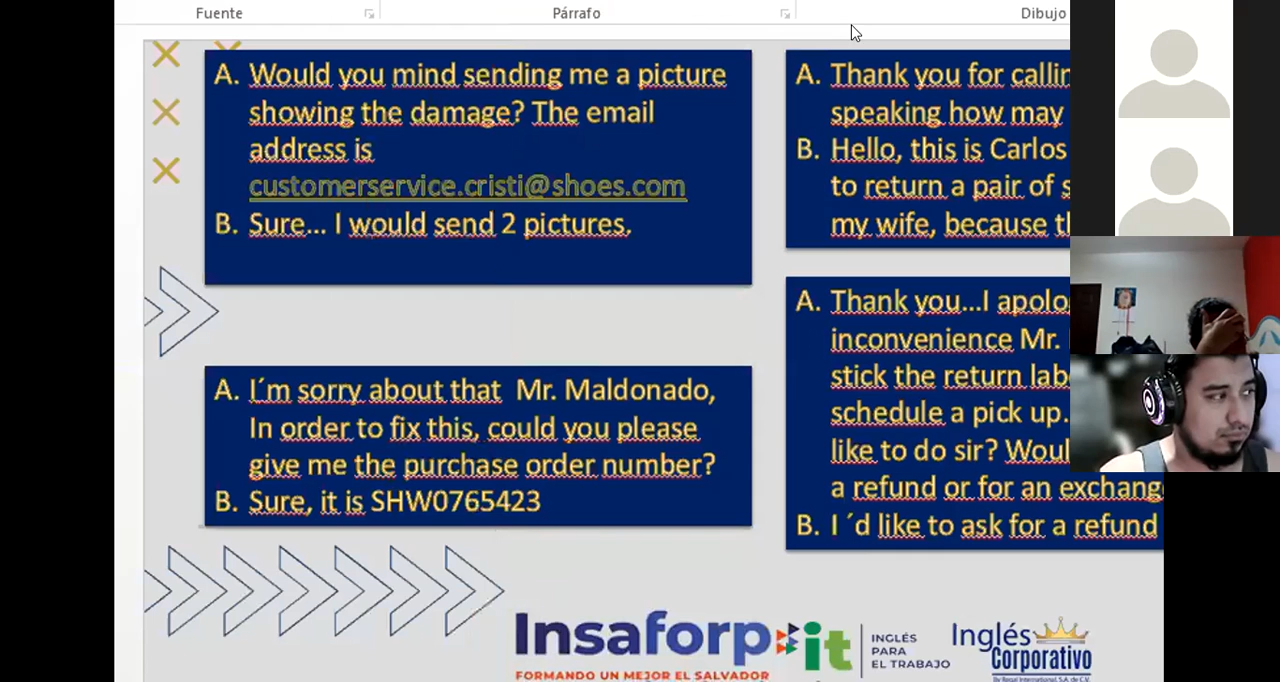 Fuente
Párrafo
Dibujo
A. Would you mind sending me a picture
showing the damage? The email
address is
customerservice.cristi@shoes.com
B. Sure... I would send 2 pictures.
A. I´m sorry about that Mr. Maldonado,
In order to fix this, could you please
give me the purchase order number?
B. Sure, it is SHW0765423
A. Thank you for
speaking how may
B. Hello, this is Carlos
to return a pair of
my wife, because
A. Thank you...I
inconvenience Mr.
stick the return
schedule a pick up.
like to do sir?
a refund or for an
B. I ´d like to ask for a refund
Insaforp
FORMANDO UN MEJOR EL SALVADOR
it
INGLÉS
PARA
EL TRABAJO
Inglés
Corporativo
By Regal International, S.A. de C.V.